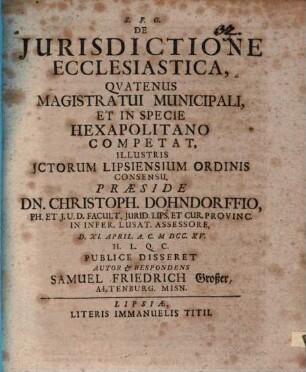 S. F. G.
DE
JURISDICTIONE
ECCLESIASTICA,
QVATENUS
MAGISTRATUI MUNICIPALI,
ET IN SPECIE
HEXAPOLITANO
COMPETAT,
ILLUSTRIS
JCTORUM LIPSIENSIUM ORDINIS
CONSENSU,
PRÆSIDE
DN. CHRISTOPH. DOHNDORFFIO,
PH. ET J. U. D. FACULT. JURID. LIPS. ET CUR. PROVINC.
IN INFER. LUSAT. ASSESSORE,
D. XI. APRIL. A. C. M DCC. XV.
H. L. Q. C.
PUBLICE DISSERET
AUTOR & RESPONDENS
SAMUEL FRIEDRICH Großer,
ALTENBURG. MISN.
LIPSIÆ,
LITERIS IMMANUELIS TITII.